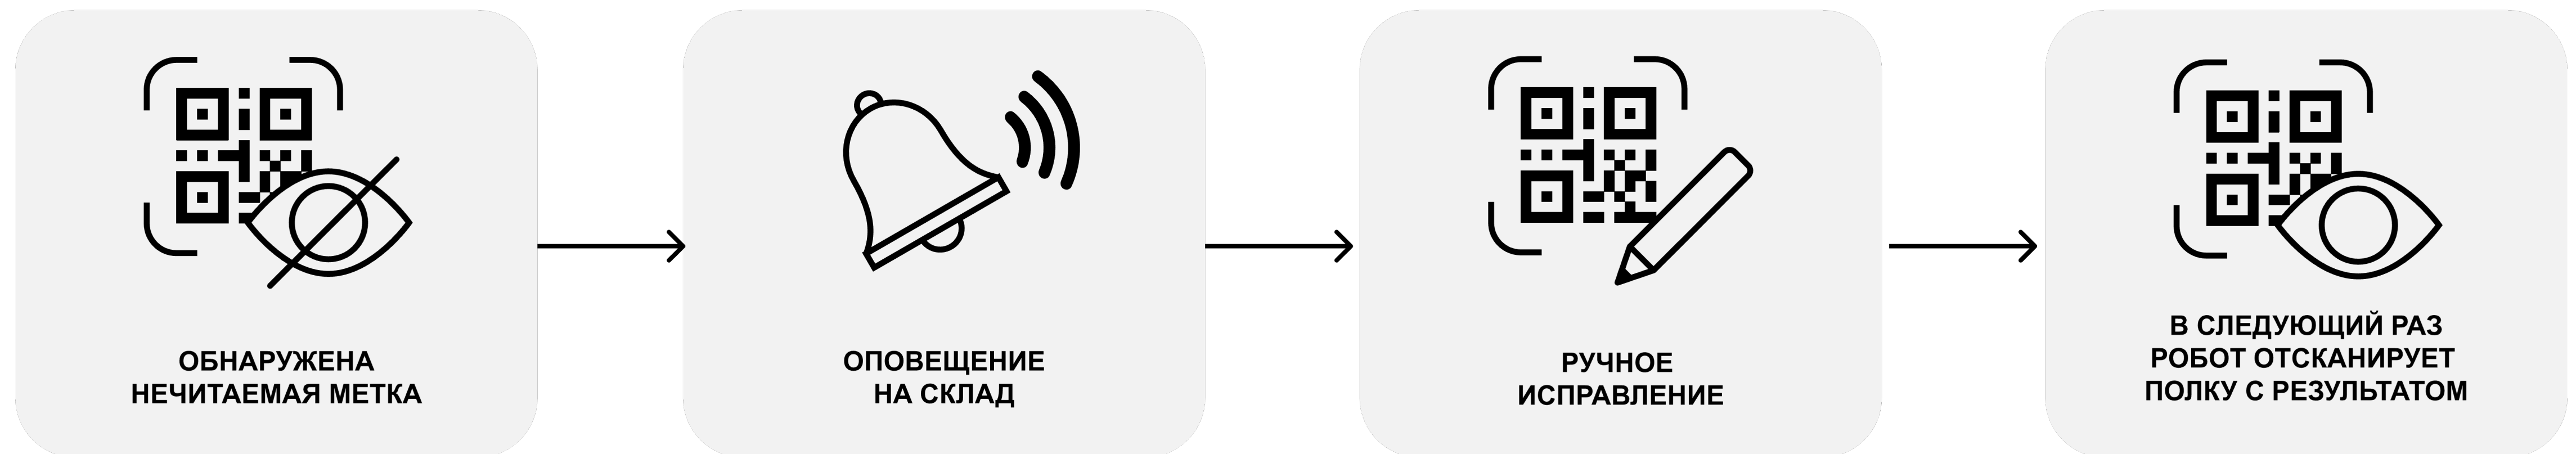 ОБНАРУЖЕНА
НЕЧИТАЕМАЯ МЕТКА
ОПОВЕЩЕНИЕ
НА СКЛАД
РУЧНОЕ
ИСПРАВЛЕНИЕ
В СЛЕДУЮЩИЙ РАЗ
РОБОТ ОТСКАНИРУЕТ
ПОЛКУ С РЕЗУЛЬТАТОМ